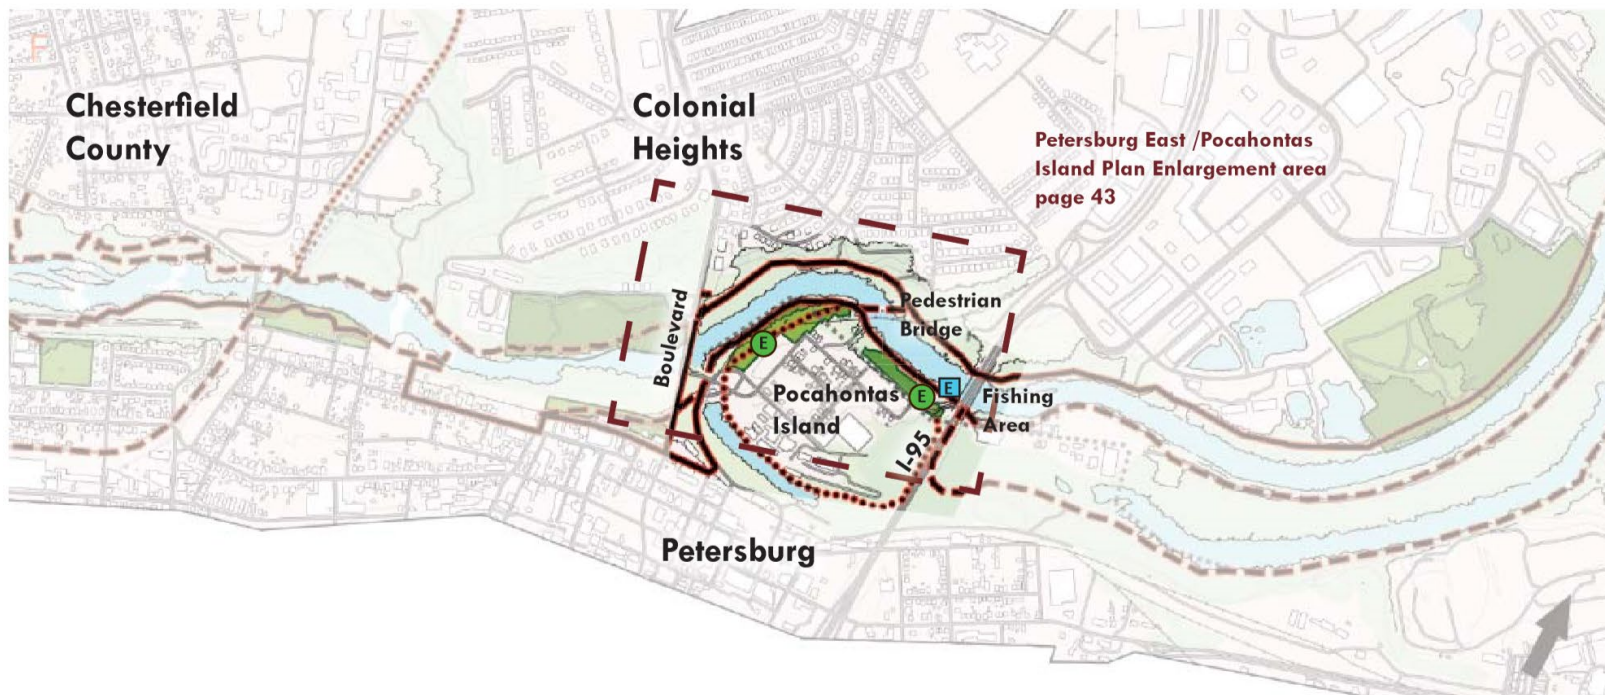 F
Chesterfield
County
Colonial
Heights
Petersburg East /Pocahontas
Island Plan Enlargement area
page 43
Boulevard
Pedestrian
Bridge
E
E
E
Pocahontas
Island
Fishing
Area
I-95
Petersburg